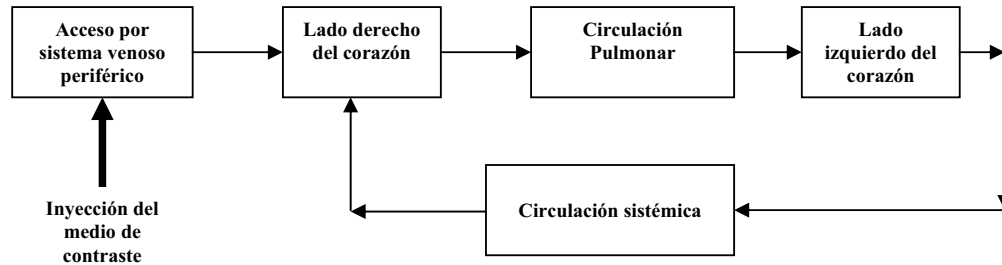 Acceso por
sistema venoso
periférico
Lado derecho
del corazón
Circulación
Pulmonar
Lado
izquierdo del
corazón
Circulación sistémica
Inyección del
medio de
contraste